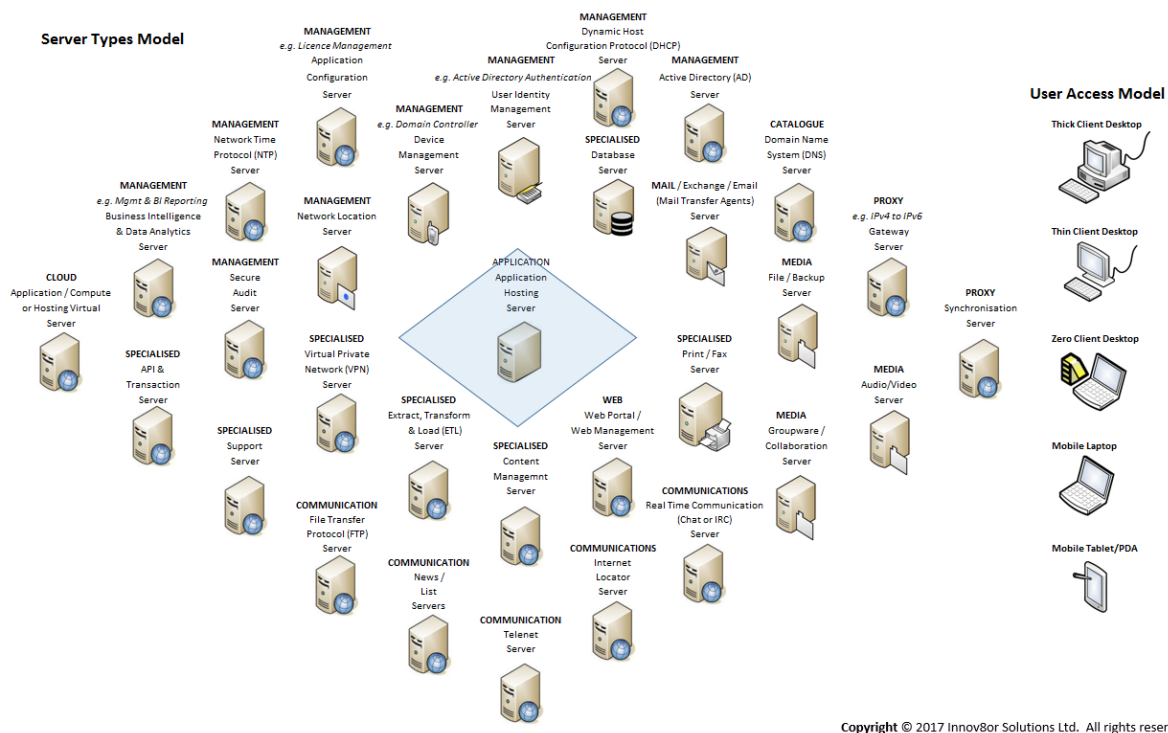 Server Types Model
MANAGEMENT
e.g. Licence Management
Application
Configuration
Server
MANAGEMENT
Dynamic Host
Configuration Protocol (DHCP)
Server
MANAGEMENT
e.g. Active Directory Authentication
User Identity
Management
Server
MANAGEMENT
Active Directory (AD)
Server
MANAGEMENT
Network Time
Protocol (NTP)
Server
MANAGEMENT
e.g. Domain Controller
Device
Management
Server
SPECIALISED
Database
Server
CATALOGUE
Domain Name
System (DNS)
Server
MANAGEMENT
e.g. Mgmt & BI Reporting
Business Intelligence
& Data Analytics
Server
MANAGEMENT
Network Location
Server
MAIL / Exchange / Email
(Mail Transfer Agents)
Server
PROXY
e.g. IPv4 to IPv6
Gateway
Server
CLOUD
Application / Compute
or Hosting Virtual
Server
MANAGEMENT
Secure
Audit
Server
APPLICATION
Application
Hosting
Server
MEDIA
File / Backup
Server
PROXY
Synchronisation
Server
SPECIALISED
API &
Transaction
Server
SPECIALISED
Virtual Private
Network (VPN)
Server
SPECIALISED
Print / Fax
Server
MEDIA
Audio/Video
Server
SPECIALISED
Support
Server
SPECIALISED
Extract, Transform
& Load (ETL)
Server
SPECIALISED
Content
Managemnt
Server
WEB
Web Portal /
Web Management
Server
MEDIA
Groupware /
Collaboration
Server
COMMUNICATION
File Transfer
Protocol (FTP)
Server
COMMUNICATION
News /
List
Servers
COMMUNICATION
Telenet
Server
COMMUNICATIONS
Internet
Locator
Server
COMMUNICATIONS
Real Time Communication
(Chat or IRC)
Server
User Access Model
Thick Client Desktop
Thin Client Desktop
Zero Client Desktop
Mobile Laptop
Mobile Tablet/PDA
Copyright © 2017 Innov8or Solutions Ltd. All rights reser